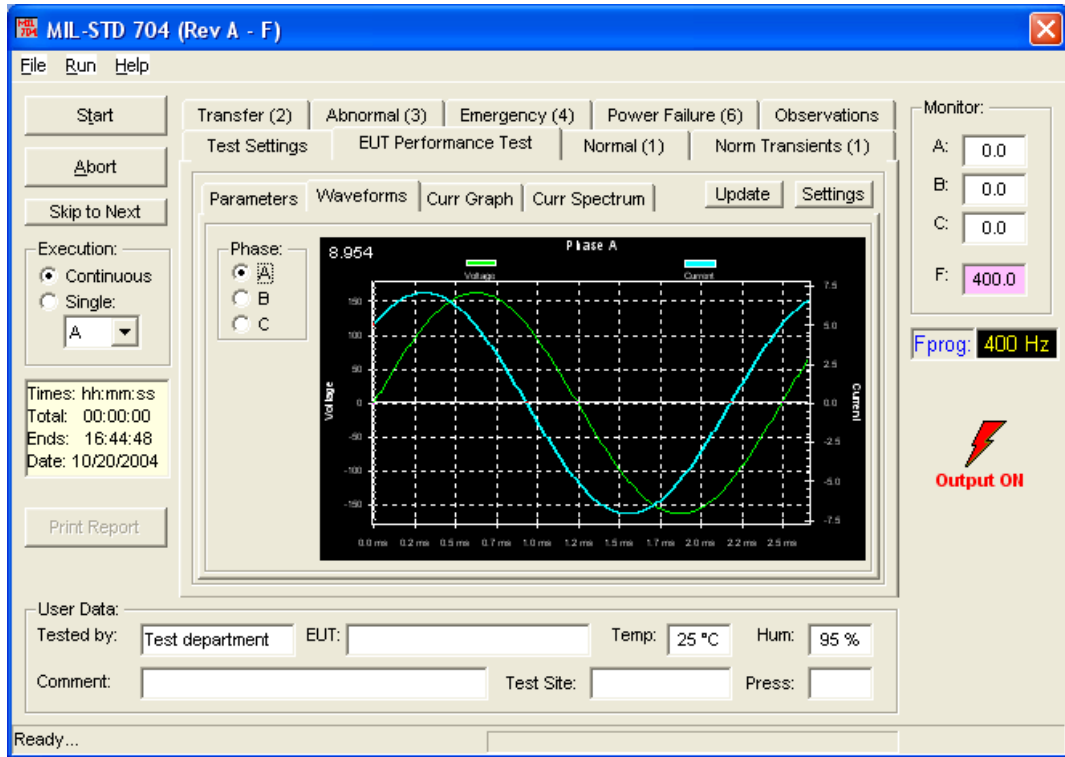 MIL 704
MIL-STD 704 (Rev A - F)
File Run Help
Start
Abort
Skip to Next
Execution:
Continuous
Single:
A
Times: hh:mm:ss
Total: 00:00:00
Ends: 16:44:48
Date: 10/20/2004
Print Report
Transfer (2) Abnormal (3) Emergency (4) Power Failure (6) Observations
Test Settings EUT Performance Test Normal (1) Norm Transients (1)
Parameters Waveforms Curr Graph Curr Spectrum Update Settings
Phase:
A
B
C
8.954
Phase A
Voltage Current
150
100
50
0
-50
-100
-150
Voltage
7.5
5.0
2.5
0.0
-2.5
-5.0
-7.5
Current
0.0 ms 0.2 ms 0.5 ms 0.7 ms 1.0 ms 1.2 ms 1.5 ms 1.7 ms 2.0 ms 2.2 ms 2.5 ms
Monitor:
A: 0.0
B: 0.0
C: 0.0
F: 400.0
Fprog: 400 Hz
Output ON
User Data:
Tested by: Test department EUT: Temp: 25 °C Hum: 95 %
Comment: Test Site: Press:
Ready...